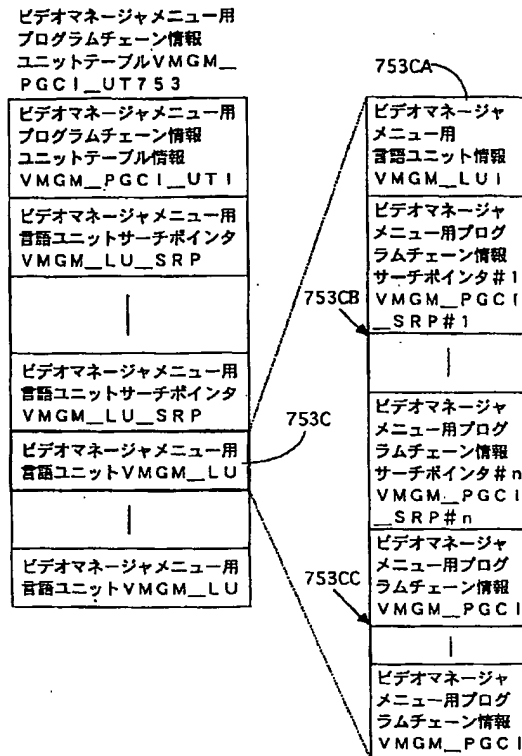 ビデオマネージャメニュー用
プログラムチェーン情報
ユニットテーブルVMGM_
PGCI_UT753
ビデオマネージャメニュー用
プログラムチェーン情報
ユニットテーブル情報
VMGM_PGCI_UTI
ビデオマネージャメニュー用
言語ユニットサーチポインタ
VMGM_LU_SRP
ビデオマネージャメニュー用
言語ユニットサーチポインタ
VMGM_LU_SRP
ビデオマネージャメニュー用
言語ユニットVMGM_LU
ビデオマネージャメニュー用
言語ユニットVMGM_LU
753C
753CA
ビデオマネージャ
メニュー用
言語ユニット情報
VMGM_LUI
ビデオマネージャ
メニュー用プログ
ラムチェーン情報
サーチポインタ#1
VMGM_PGCI
_SRP#1
753CB
ビデオマネージャ
メニュー用プログ
ラムチェーン情報
サーチポインタ#n
VMGM_PGCI
_SRP#n
ビデオマネージャ
メニュー用プログ
ラムチェーン情報
VMGM_PGCI
753CC
ビデオマネージャ
メニュー用プログ
ラムチェーン情報
VMGM_PGCI